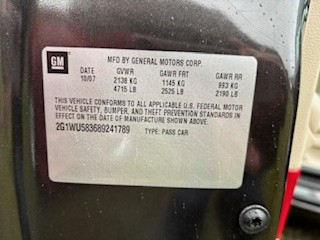 GM
MFD BY GENERAL MOTORS CORP.
DATE GVWR GAWR FRT GAWR RR
10/07 2138 KG 1145 KG 993 KG
4715 LB 2525 LB 2190 LB
THIS VEHICLE CONFORMS TO ALL APPLICABLE U.S. FEDERAL MOTOR
VEHICLE SAFETY, BUMPER, AND THEFT PREVENTION STANDARDS IN
EFFECT ON THE DATE OF MANUFACTURE SHOWN ABOVE.
2G1WU583689241789 TYPE: PASS CAR